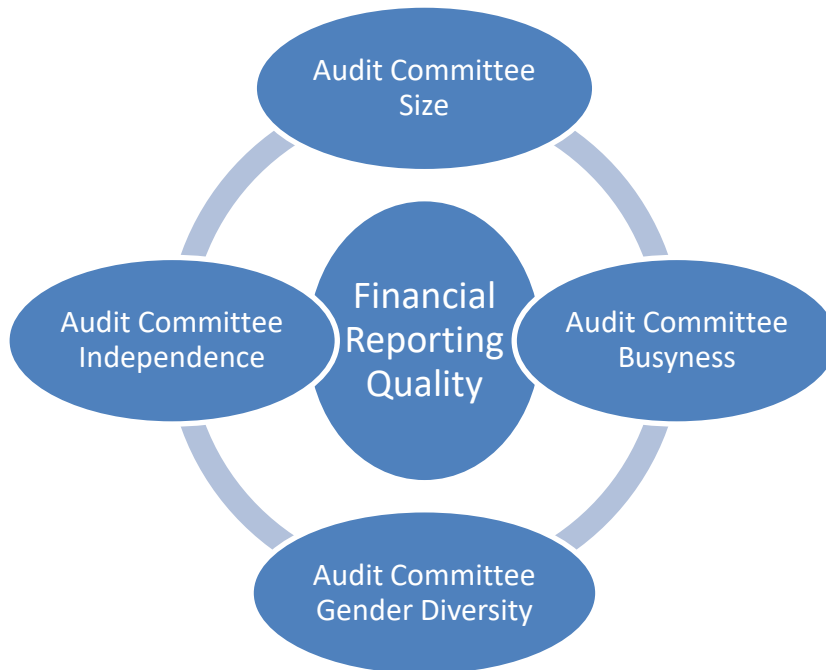 Audit Committee
Size
Financial
Reporting
Quality
Audit Committee
Independence
Audit Committee
Busyness
Audit Committee
Gender Diversity